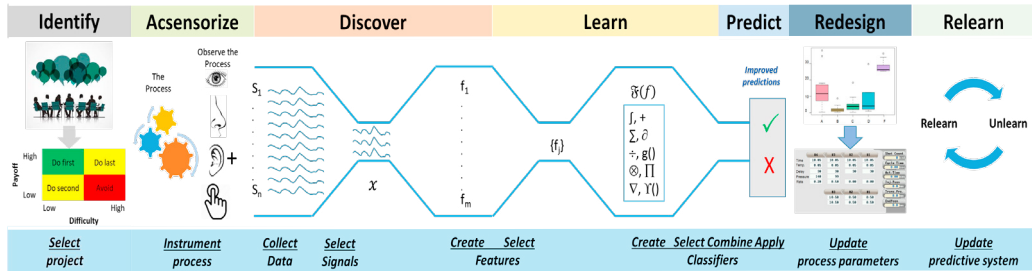 Identify
Acsensorize
Discover
Learn
Predict
Redesign
Relearn
The
Process
Observe the
Process
+
High
Low
Payoff
Do first
Do last
Do second
Avoid
Low
High
Difficulty
S1
Sn
x
f1
fm
{fj}
𝔉(f)
∫, +
∑, ∂
÷, g()
⊗, ∏
∇, ϒ()
Improved
predictions
✓
X
Relearn
Unlearn
Select
project
Instrument
process
Collect
Data
Select
Signals
Create Select
Features
Create Select Combine Apply
Classifiers
Update
process parameters
Update
predictive system